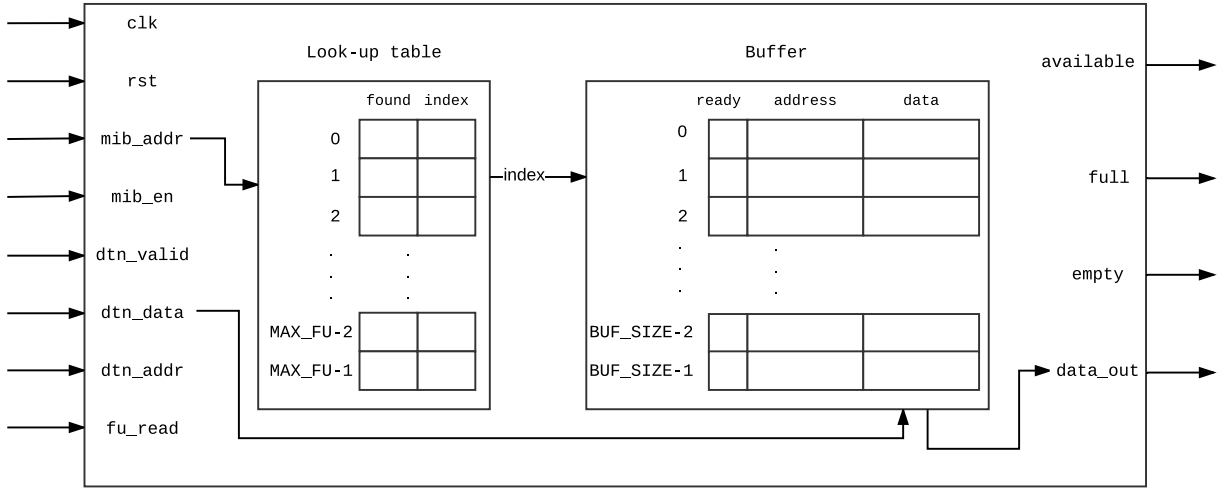 clk
rst
mib_addr
mib_en
dtn_valid
dtn_data
dtn_addr
fu_read
Look-up table
found index
0
1
2
.
.
.
.
.
.
MAX_FU-2
MAX_FU-1
index
Buffer
ready address data
0
1
2
.
.
.
.
.
.
BUF_SIZE-2
BUF_SIZE-1
available
full
empty
data_out